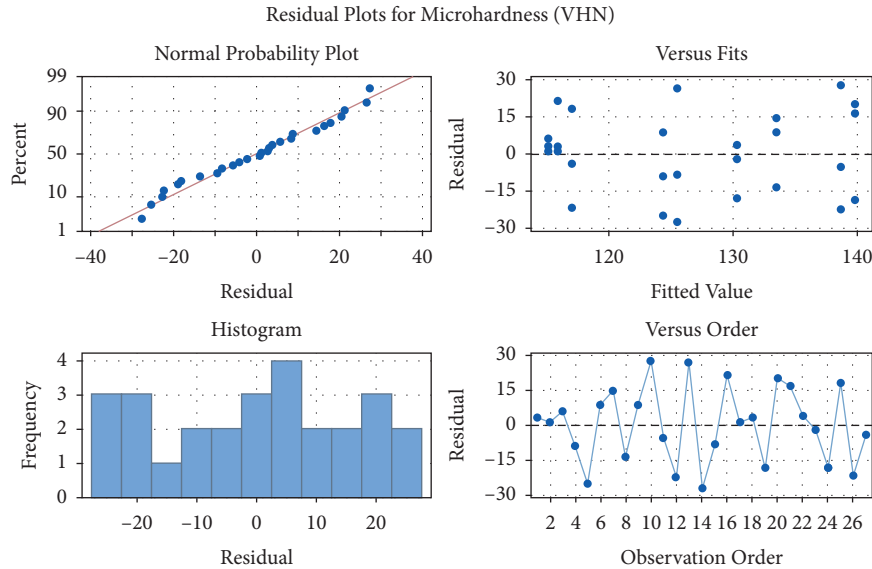 Residual Plots for Microhardness (VHN)
Normal Probability Plot
Percent
99
90
50
10
1
−40
−20
0
20
40
Residual
Versus Fits
Residual
30
15
0
−15
−30
120
130
140
Fitted Value
Histogram
Frequency
4
3
2
1
0
−20
−10
0
10
20
Residual
Versus Order
Residual
30
15
0
−15
−30
2 4 6 8 10 12 14 16 18 20 22 24 26
Observation Order